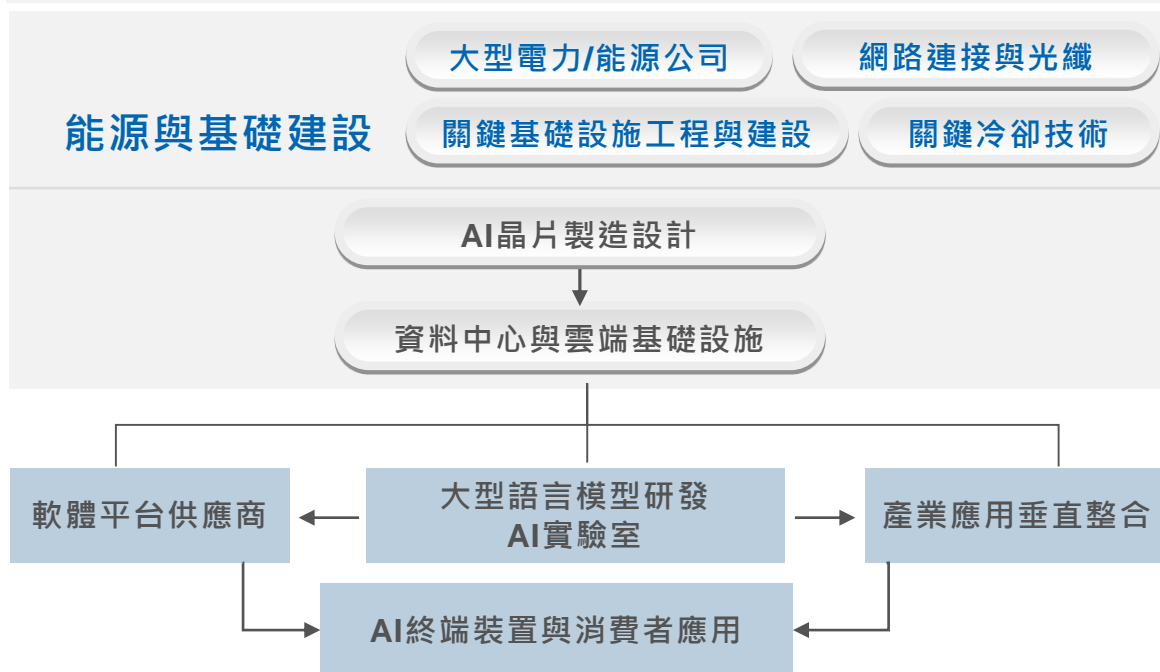 大型電力/能源公司
網路連接與光纖
能源與基礎建設
關鍵基礎設施工程與建設
關鍵冷卻技術
AI晶片製造設計
資料中心與雲端基礎設施
軟體平台供應商
大型語言模型研發
AI實驗室
產業應用垂直整合
AI終端裝置與消費者應用